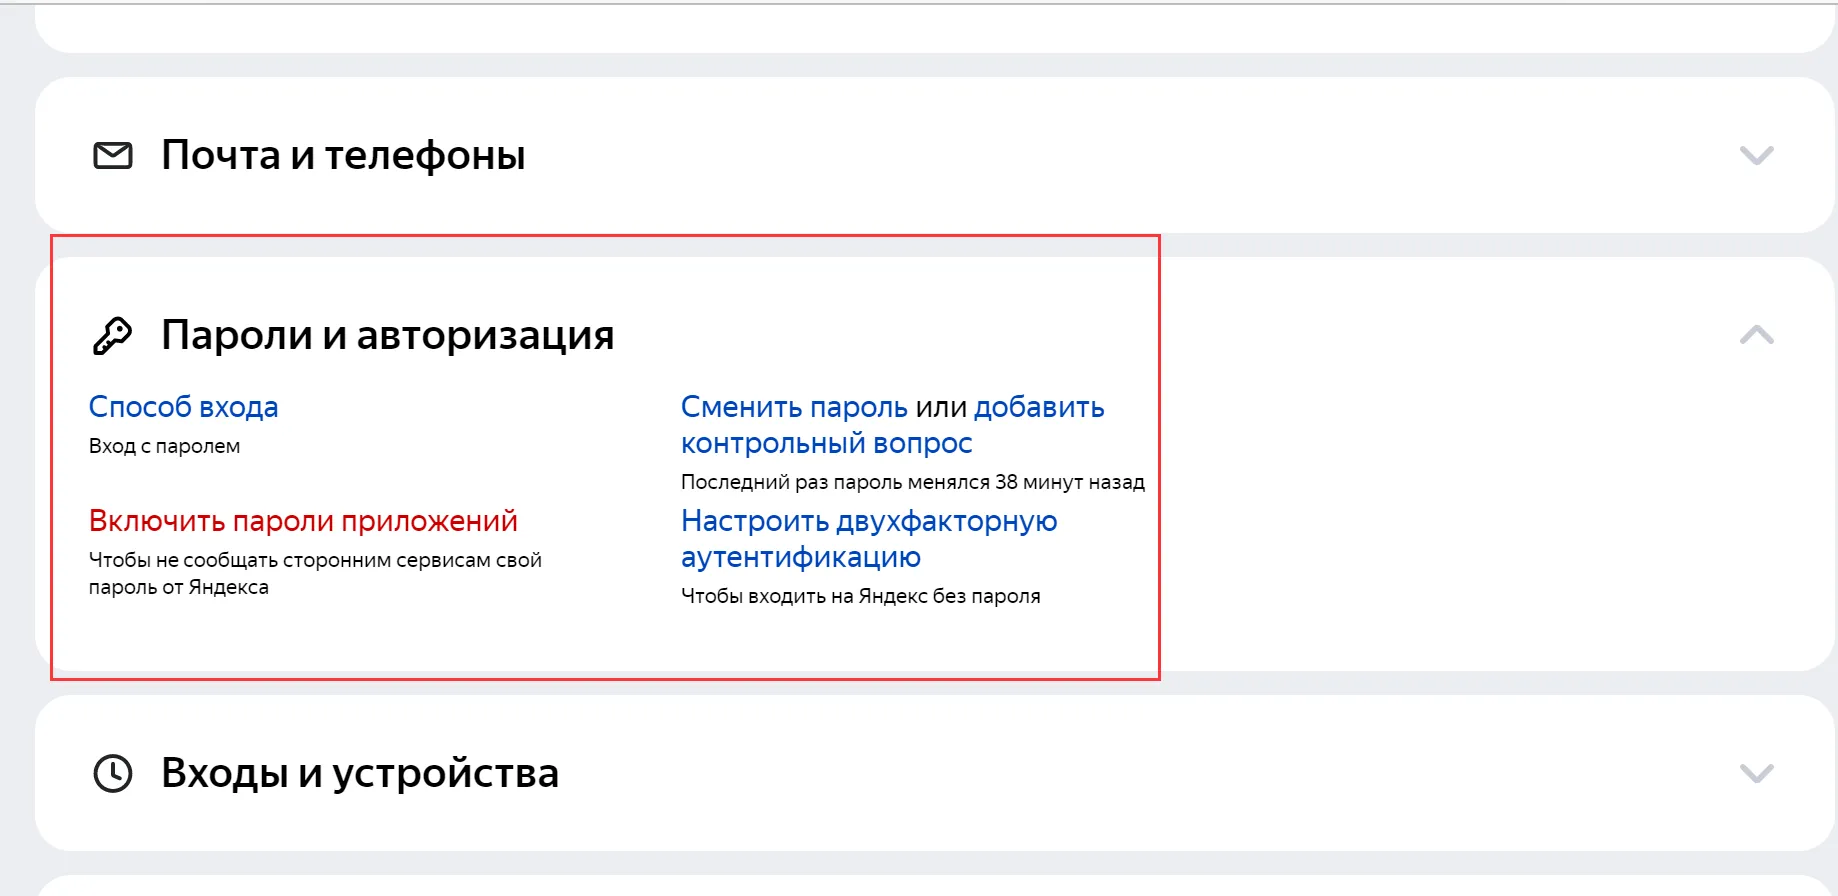 Почта и телефоны
Пароли и авторизация
Способ входа
Вход с паролем
Сменить пароль или добавить
контрольный вопрос
Последний раз пароль менялся 38 минут назад
Включить пароли приложений
Чтобы не сообщать сторонним сервисам свой
пароль от Яндекса
Настроить двухфакторную
аутентификацию
Чтобы входить на Яндекс без пароля
Входы и устройства